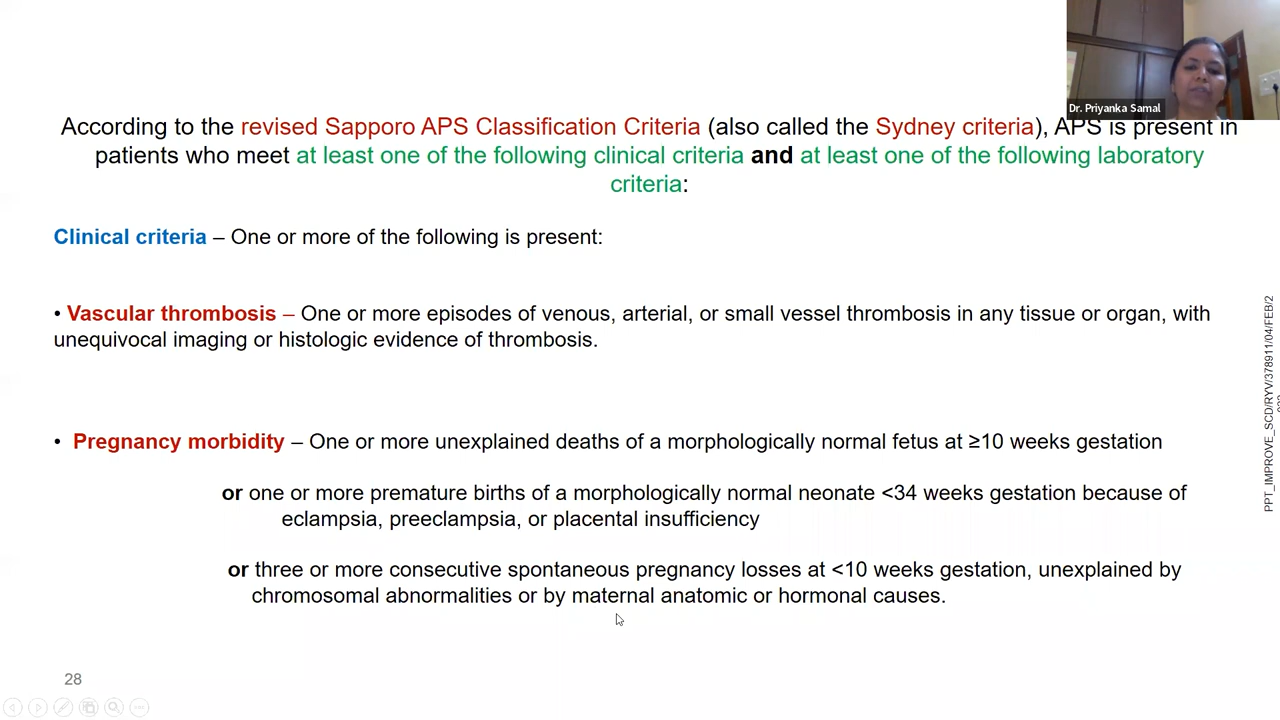 Dr. Priyanka Samal
According to the revised Sapporo APS Classification Criteria (also called the Sydney criteria), APS is present in
patients who meet at least one of the following clinical criteria and at least one of the following laboratory
criteria:
Clinical criteria – One or more of the following is present:
• Vascular thrombosis – One or more episodes of venous, arterial, or small vessel thrombosis in any tissue or organ, with
unequivocal imaging or histologic evidence of thrombosis.
• Pregnancy morbidity – One or more unexplained deaths of a morphologically normal fetus at ≥10 weeks gestation
or one or more premature births of a morphologically normal neonate <34 weeks gestation because of
eclampsia, preeclampsia, or placental insufficiency
or three or more consecutive spontaneous pregnancy losses at <10 weeks gestation, unexplained by
chromosomal abnormalities or by maternal anatomic or hormonal causes.
PPT_IMPROVE_SCD/RYV/378911/04/FEB/2
28